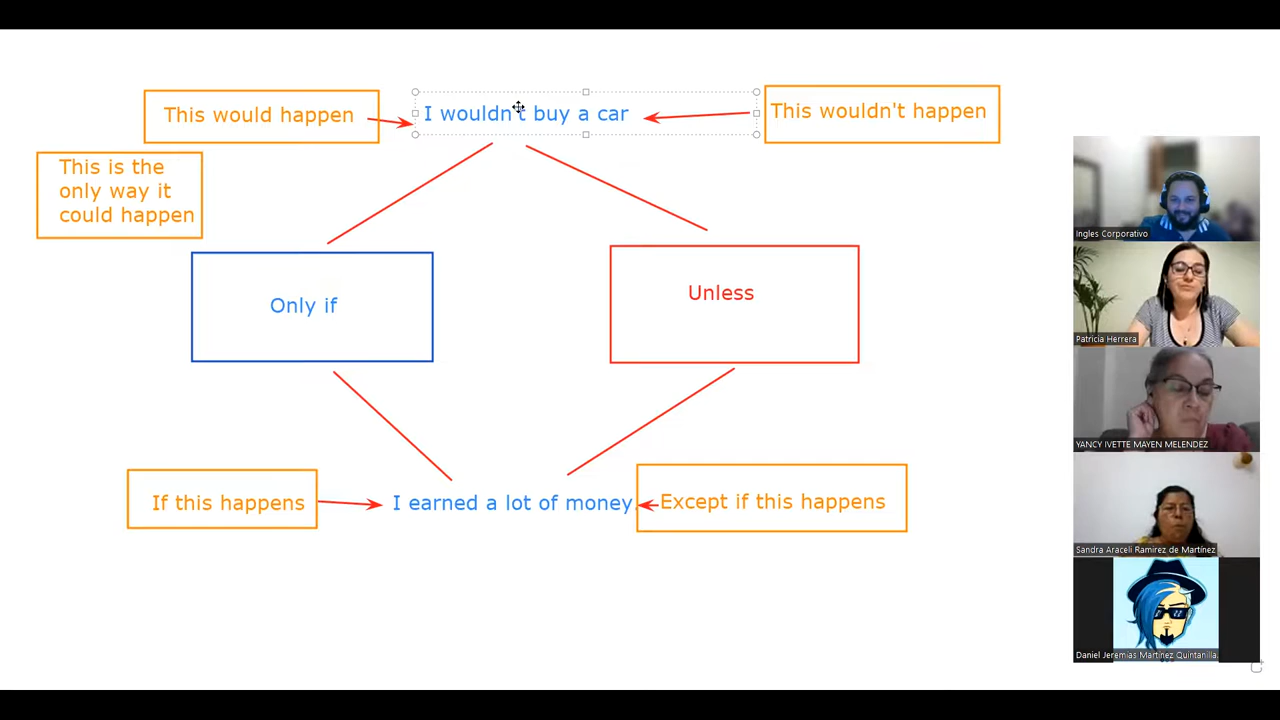 This would happen
I wouldn't buy a car
This wouldn't happen
This is the
only way it
could happen
Only if
Unless
If this happens
I earned a lot of money.
Except if this happens
Ingles Corporativo
Patricia Herrera
YANCY IVETTE MAYEN MELENDEZ
Sandra Araceli Ramirez de Martínez
Daniel Jeremias Martinez Quintanilla